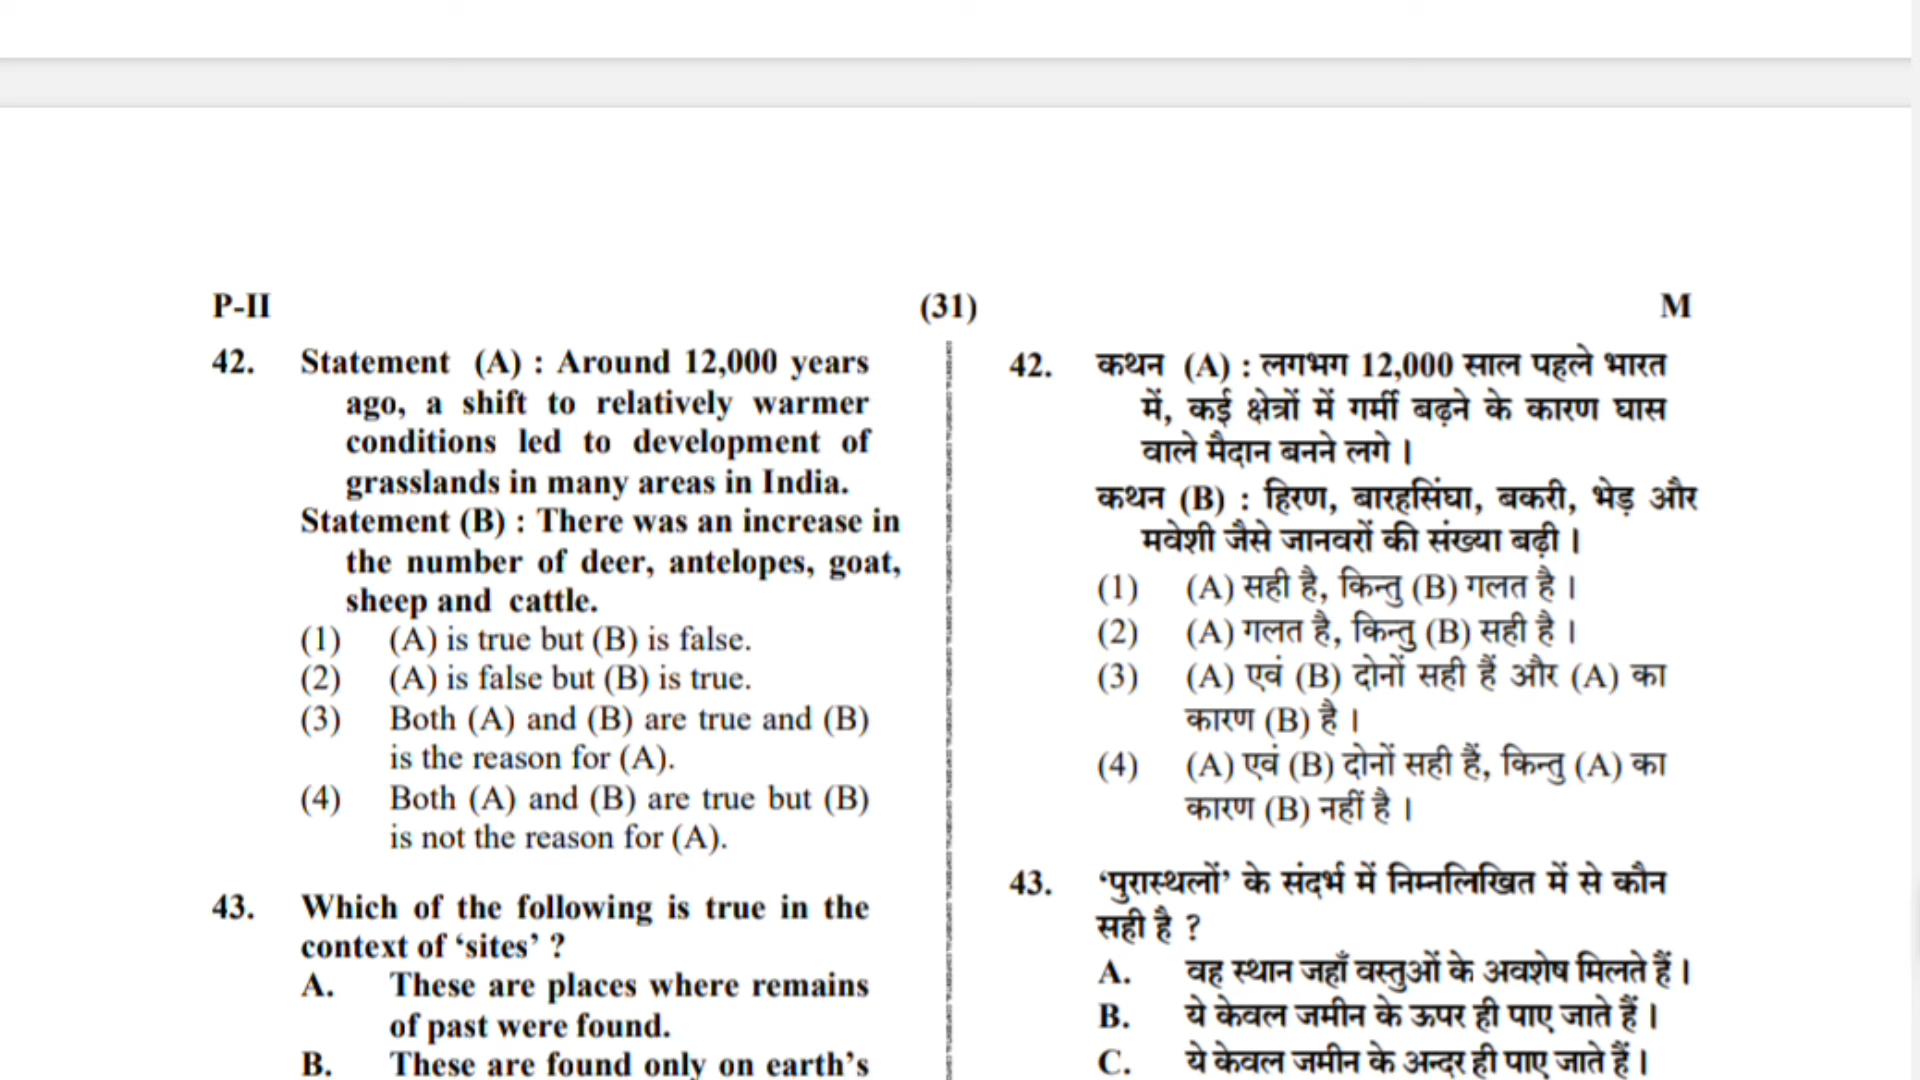 P-II
(31)
M
42. Statement (A) : Around 12,000 years
ago, a shift to relatively warmer
conditions led to development of
grasslands in many areas in India.
Statement (B) : There was an increase in
the number of deer, antelopes, goat,
sheep and cattle.
(1) (A) is true but (B) is false.
(2) (A) is false but (B) is true.
(3) Both (A) and (B) are true and (B)
is the reason for (A).
(4) Both (A) and (B) are true but (B)
is not the reason for (A).
43. Which of the following is true in the
context of ‘sites’ ?
A. These are places where remains
of past were found.
B. These are found only on earth’s
42. कथन (A) : लगभग 12,000 साल पहले भारत
में, कई क्षेत्रों में गर्मी बढ़ने के कारण घास
वाले मैदान बनने लगे ।
कथन (B) : हिरण, बारहसिंघा, बकरी, भेड़ और
मवेशी जैसे जानवरों की संख्या बढ़ी ।
(1) (A) सही है, किन्तु (B) गलत है ।
(2) (A) गलत है, किन्तु (B) सही है ।
(3) (A) एवं (B) दोनों सही हैं और (A) का
कारण (B) है ।
(4) (A) एवं (B) दोनों सही हैं, किन्तु (A) का
कारण (B) नहीं है ।
43. ‘पुरास्थलों’ के संदर्भ में निम्नलिखित में से कौन
सही है ?
A. वह स्थान जहाँ वस्तुओं के अवशेष मिलते हैं ।
B. ये केवल जमीन के ऊपर ही पाए जाते हैं ।
C. ये केवल जमीन के अन्दर ही पाए जाते हैं ।